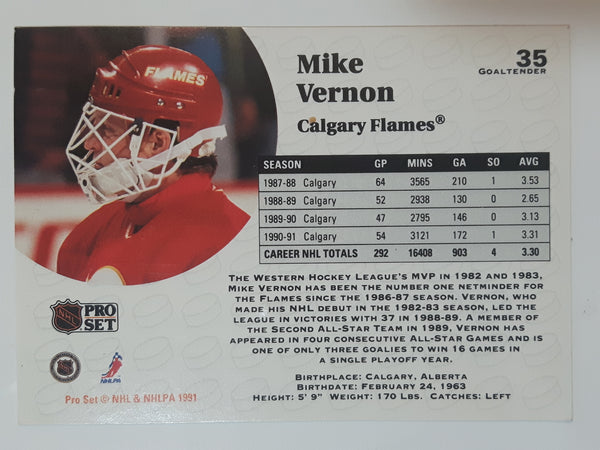 FLAMES
Mike
Vernon
Calgary Flames®
35
GOALTENDER
SEASON GP MINS GA SO AVG
1987-88 Calgary 64 3565 210 1 3.53
1988-89 Calgary 52 2938 130 0 2.65
1989-90 Calgary 47 2795 146 0 3.13
1990-91 Calgary 54 3121 172 1 3.31
CAREER NHL TOTALS 292 16408 903 4 3.30
THE WESTERN HOCKEY LEAGUE'S MVP IN 1982 AND 1983,
MIKE VERNON HAS BEEN THE NUMBER ONE NETMINDER FOR
THE FLAMES SINCE THE 1986-87 SEASON. VERNON, WHO
MADE HIS NHL DEBUT IN THE 1982-83 SEASON, LED THE
LEAGUE IN VICTORIES WITH 37 IN 1988-89. A MEMBER OF
THE SECOND ALL-STAR TEAM IN 1989, VERNON HAS
APPEARED IN FOUR CONSECUTIVE ALL-STAR GAMES AND IS
ONE OF ONLY THREE GOALIES TO WIN 16 GAMES IN
A SINGLE PLAYOFF YEAR.
BIRTHPLACE: CALGARY, ALBERTA
BIRTHDATE: FEBRUARY 24, 1963
HEIGHT: 5' 9" WEIGHT: 170 LBS. CATCHES: LEFT
NHL
PRO
SET
NHLPA
Pro Set © NHL & NHLPA 1991